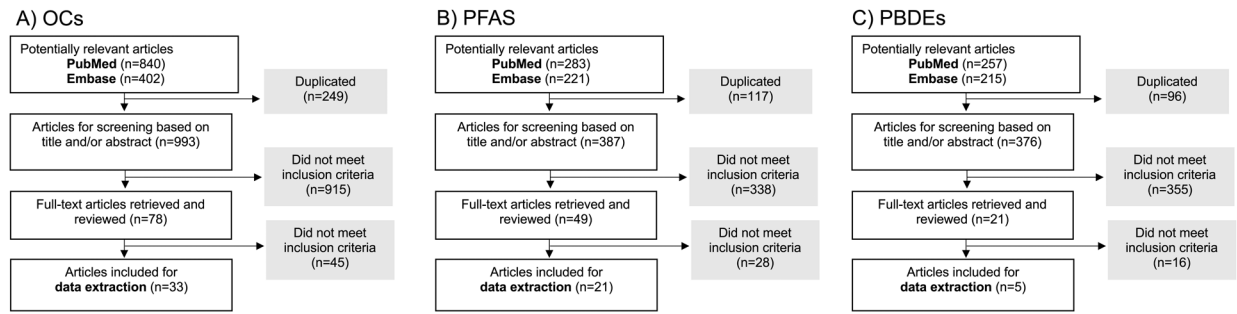 A) OCs
Potentially relevant articles
PubMed (n=840)
Embase (n=402)
Duplicated
(n=249)
Articles for screening based on
title and/or abstract (n=993)
Did not meet
inclusion criteria
(n=915)
Full-text articles retrieved and
reviewed (n=78)
Did not meet
inclusion criteria
(n=45)
Articles included for
data extraction (n=33)
B) PFAS
Potentially relevant articles
PubMed (n=283)
Embase (n=221)
Duplicated
(n=117)
Articles for screening based on
title and/or abstract (n=387)
Did not meet
inclusion criteria
(n=338)
Full-text articles retrieved and
reviewed (n=49)
Did not meet
inclusion criteria
(n=28)
Articles included for
data extraction (n=21)
C) PBDEs
Potentially relevant articles
PubMed (n=257)
Embase (n=215)
Duplicated
(n=96)
Articles for screening based on
title and/or abstract (n=376)
Did not meet
inclusion criteria
(n=355)
Full-text articles retrieved and
reviewed (n=21)
Did not meet
inclusion criteria
(n=16)
Articles included for
data extraction (n=5)